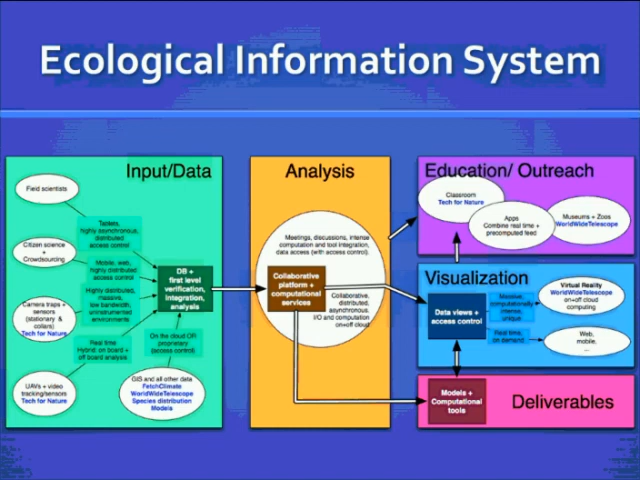 Ecological Information System
Input/Data
Field scientists
Tablets,
highly asynchronous,
distributed
access control
Citizen science
+
Crowdsourcing
Mobile, web,
highly distributed
access control
Highly distributed,
massive,
low bandwidth,
uninstrumented
environments
Camera traps +
sensors
(stationary &
collars)
Tech for Nature
Real time
Hybrid: on board +
off board analysis
UAVs + video
tracking/sensors
Tech for Nature
DB +
first level
verification,
integration,
analysis
On the cloud OR
proprietary
(access control)
GIS and all other data
FetchClimate
WorldWideTelescope
Species distribution
Models
Analysis
Meetings, discussions, intense
computation and tool integration,
data access (with access control).
Collaborative
platform +
computational
services
Collaborative,
distributed,
asynchronous.
I/O and computation
on+off cloud
Education/ Outreach
Classroom
Tech for Nature
Apps
Combine real time +
precomputed feed
Museums + Zoos
WorldWideTelescope
Visualization
Data views +
access control
Massive,
computationally
intense,
unique
Real time,
on demand
Virtual Reality
WorldWideTelescope
on+off cloud
computing
Web,
mobile,
...
Models +
Computational
tools
Deliverables